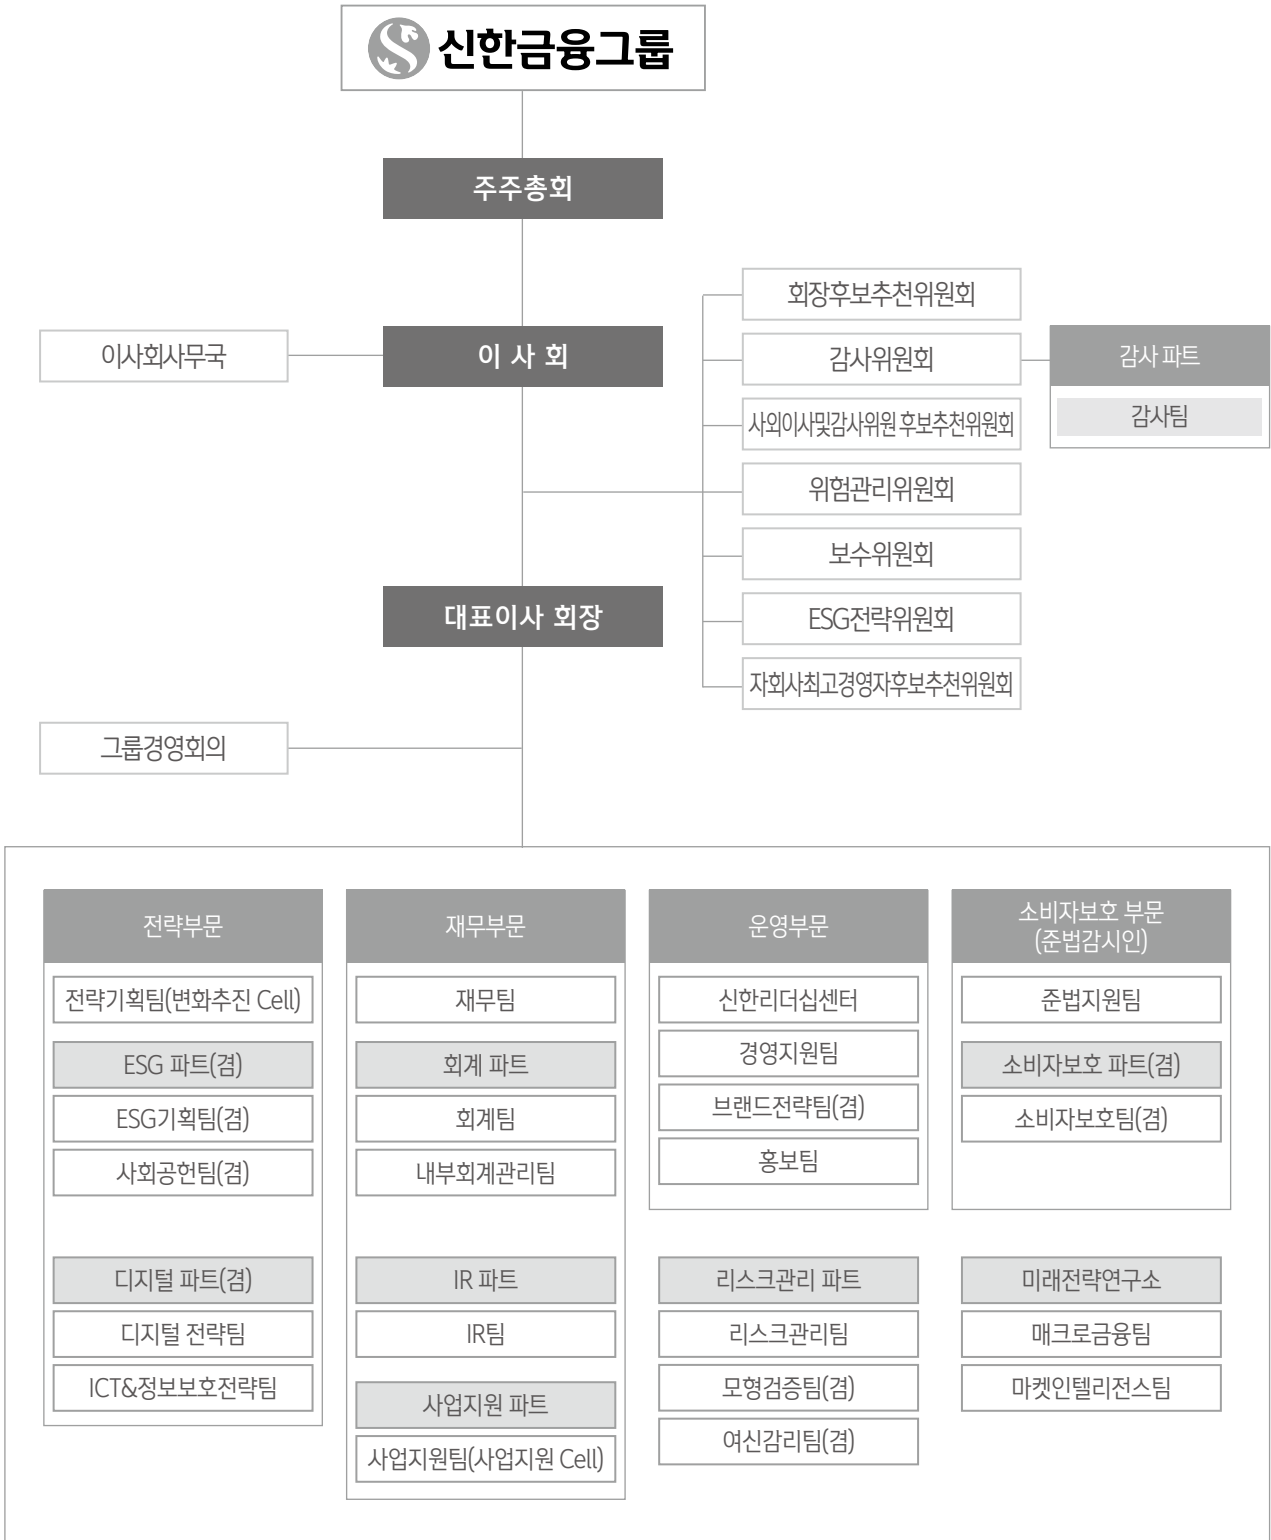 신한금융그룹
주주총회
이사회사무국
이 사 회
회장후보추천위원회
감사위원회
사외이사및감사위원 후보추천위원회
위험관리위원회
보수위원회
ESG전략위원회
자회사최고경영자후보추천위원회
감사 파트
감사팀
대표이사 회장
그룹경영회의
전략부문
전략기획팀(변화추진 Cell)
ESG 파트(겸)
ESG기획팀(겸)
사회공헌팀(겸)
디지털 파트(겸)
디지털 전략팀
ICT&정보보호전략팀
재무부문
재무팀
회계 파트
회계팀
내부회계관리팀
IR 파트
IR팀
사업지원 파트
사업지원팀(사업지원 Cell)
운영부문
신한리더십센터
경영지원팀
브랜드전략팀(겸)
홍보팀
리스크관리 파트
리스크관리팀
모형검증팀(겸)
여신감리팀(겸)
소비자보호 부문
(준법감시인)
준법지원팀
소비자보호 파트(겸)
소비자보호팀(겸)
미래전략연구소
매크로금융팀
마켓인텔리전스팀